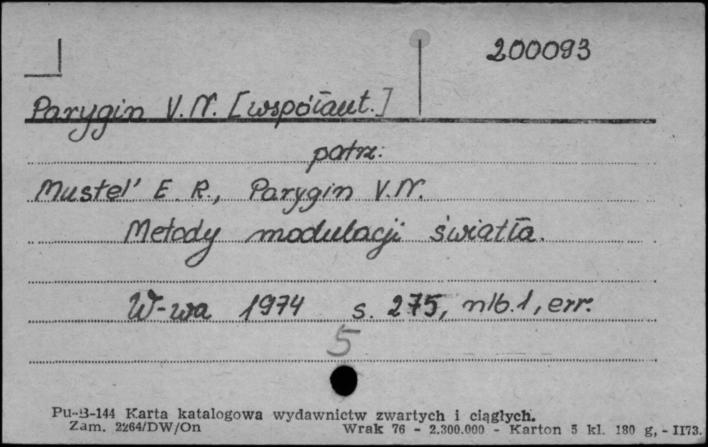 200093
Parygin V.N. [współaut.]
patrz:
Mustel' E. R., Parygin V.N.
Metody modulacji światła.
W-wa 1974 s. 275, nlb. 1, err.
5
Pu-B-144 Karta katalogowa wydawnictw zwartych i ciągłych.
Zam. 2264/DW/On Wrak 76 - 2.300.000 - Karton 5 kl. 180 g, - II73.